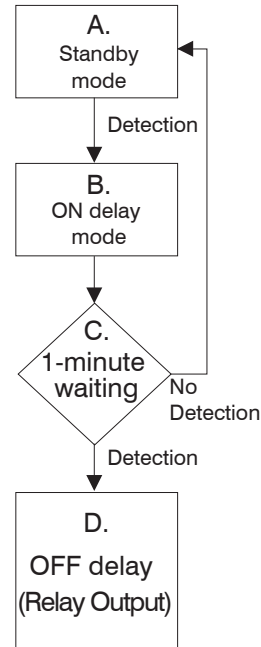 A.
Standby
mode
Detection
B.
ON delay
mode
C.
1-minute
waiting
No
Detection
Detection
D.
OFF delay
(Relay Output)